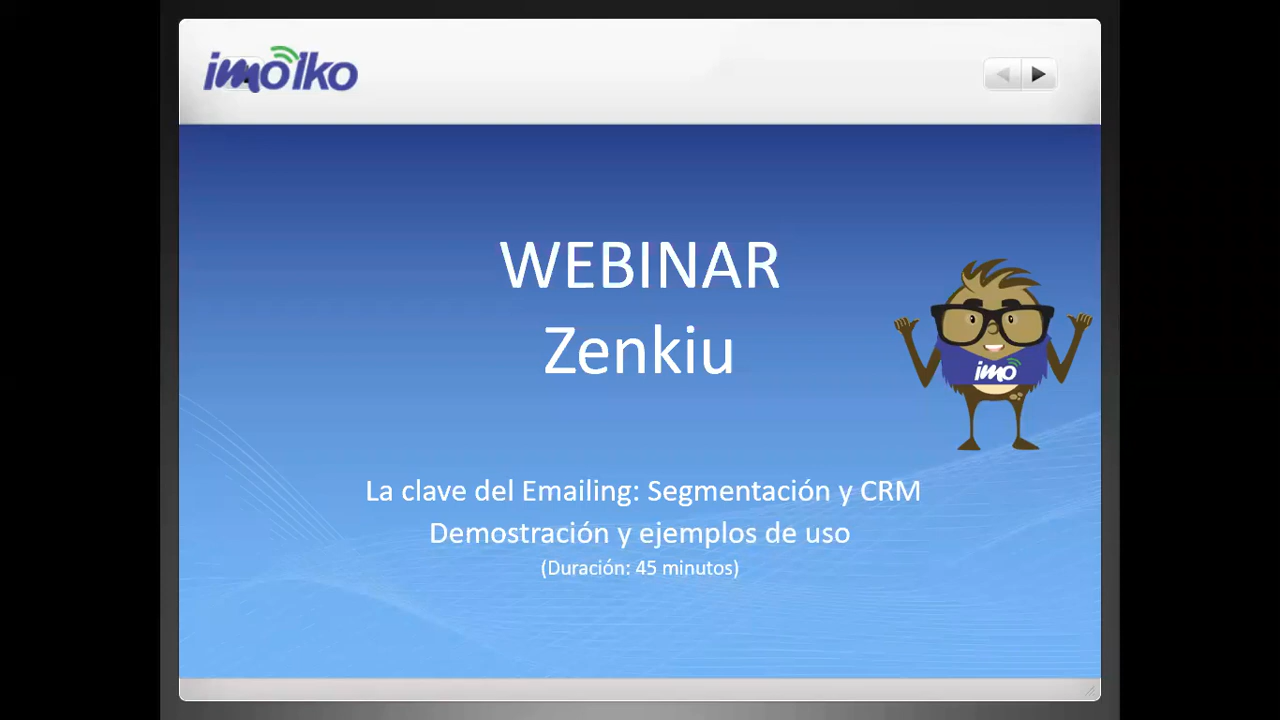 imolko
WEBINAR
Zenkiu
imo
La clave del Emailing: Segmentación y CRM
Demostración y ejemplos de uso
(Duración: 45 minutos)